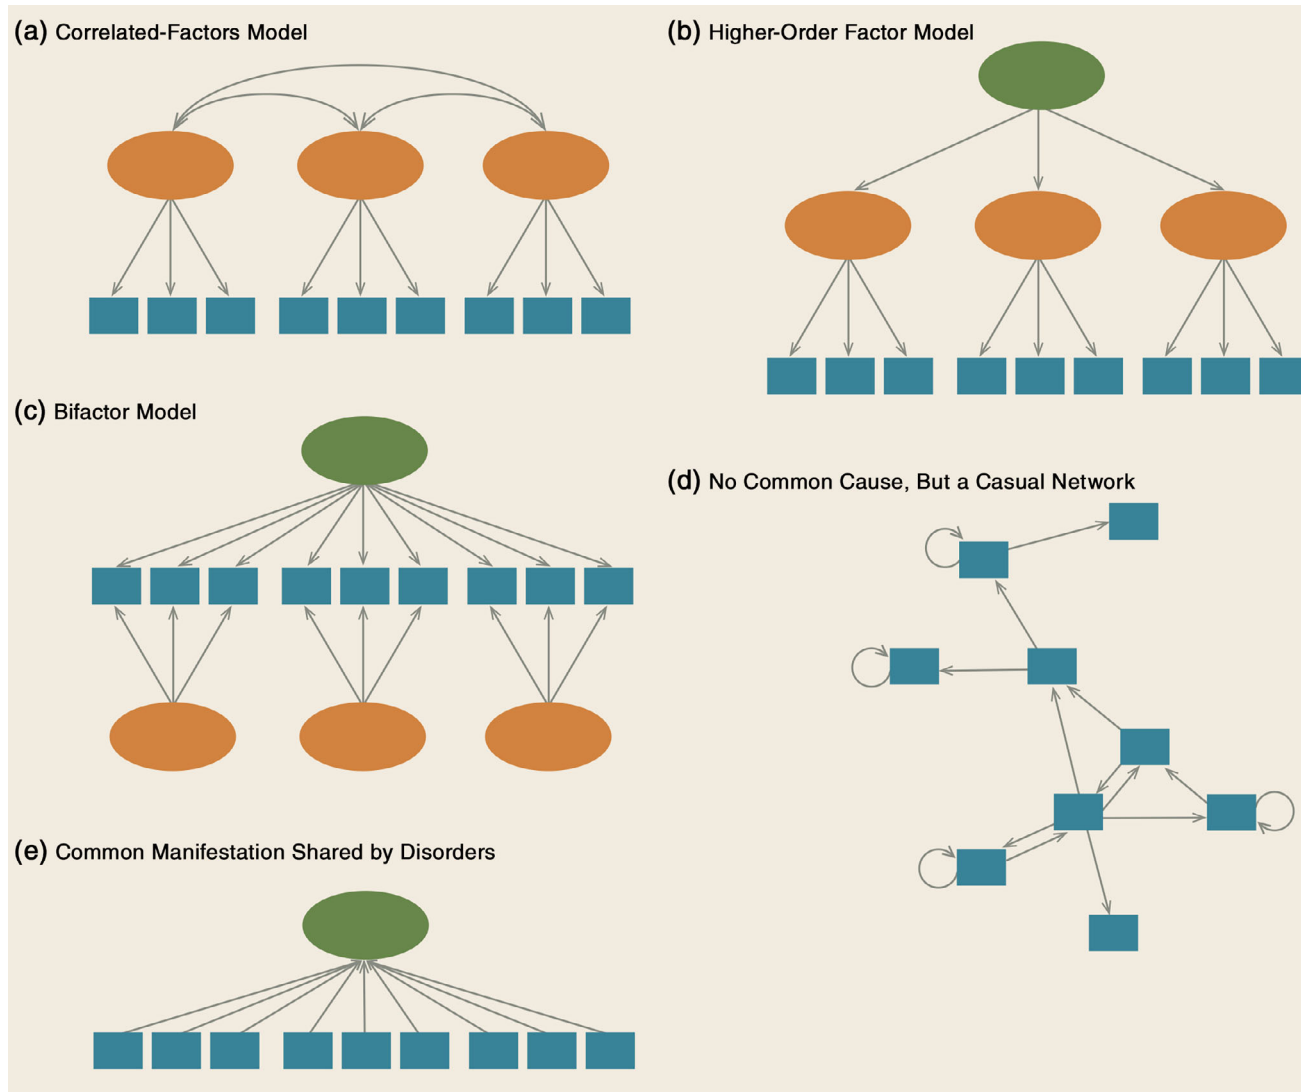 (a) Correlated-Factors Model
(b) Higher-Order Factor Model
(c) Bifactor Model
(d) No Common Cause, But a Casual Network
(e) Common Manifestation Shared by Disorders